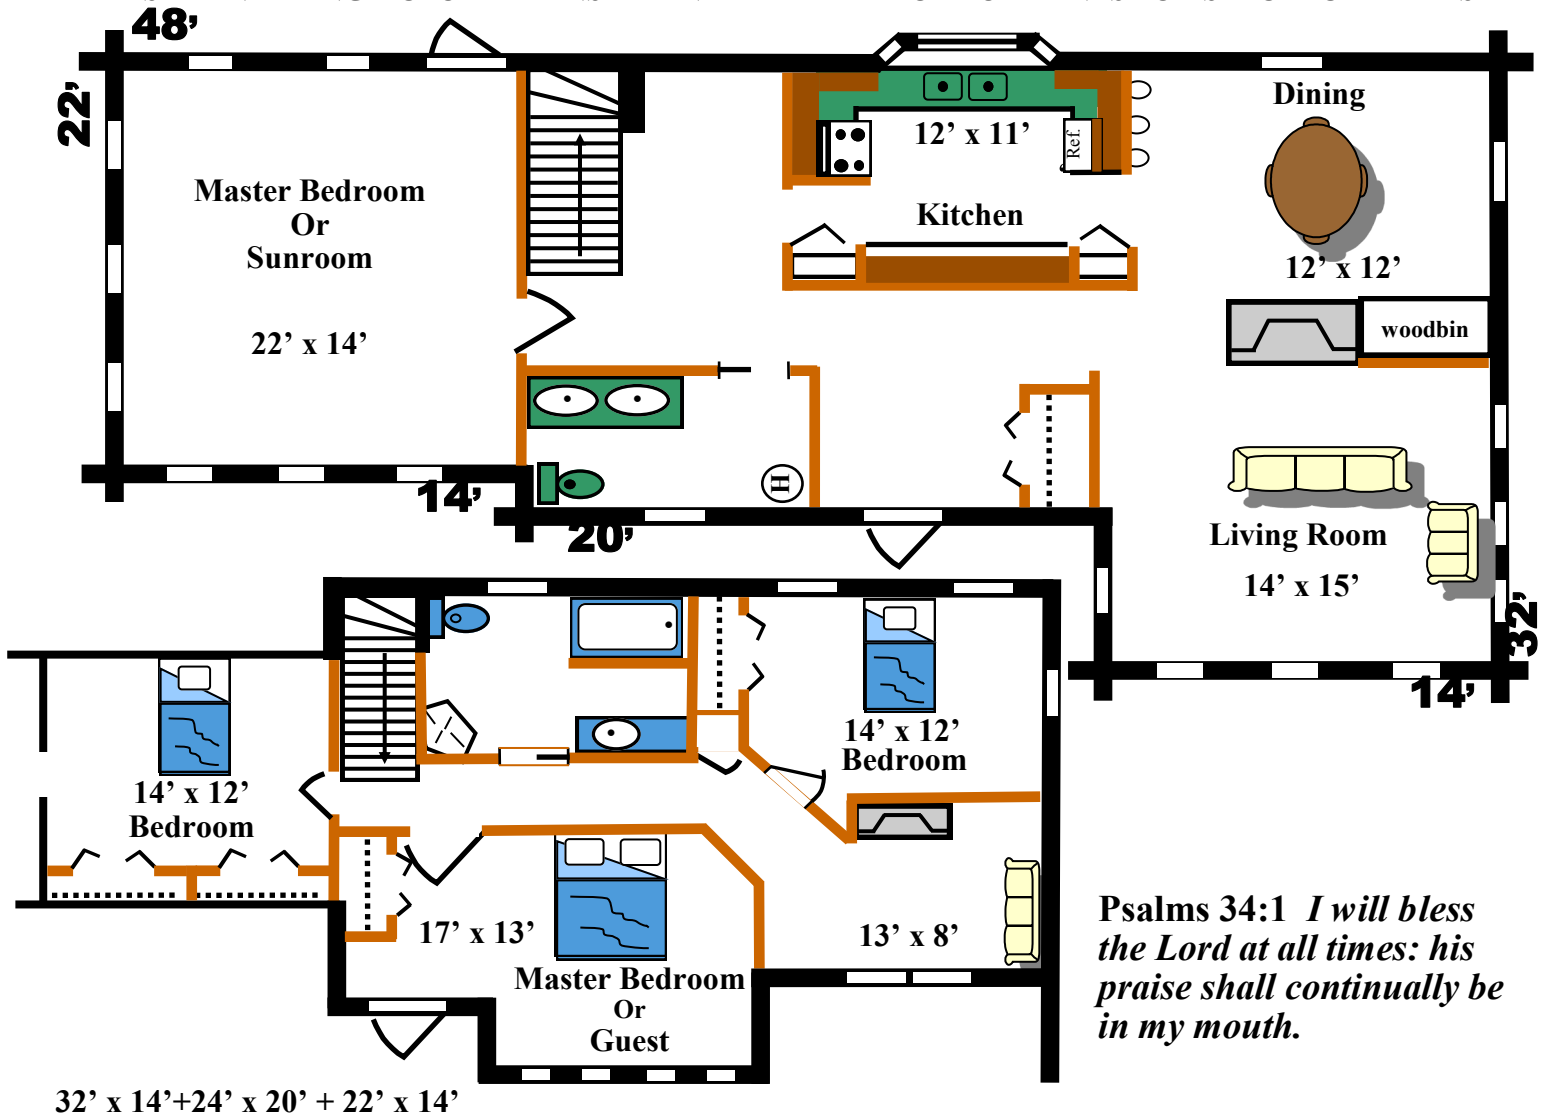 48'
22'
Master Bedroom
Or
Sunroom
22’ x 14’
12’ x 11’
Ref.
Kitchen
Dining
12’ x 12’
woodbin
H
Living Room
14’ x 15’
14'
20'
32'
14'
14’ x 12’
Bedroom
14’ x 12’
Bedroom
17’ x 13’
Master Bedroom
Or
Guest
13’ x 8’
Psalms 34:1 I will bless
the Lord at all times: his
praise shall continually be
in my mouth.
32’ x 14’+24’ x 20’ + 22’ x 14’